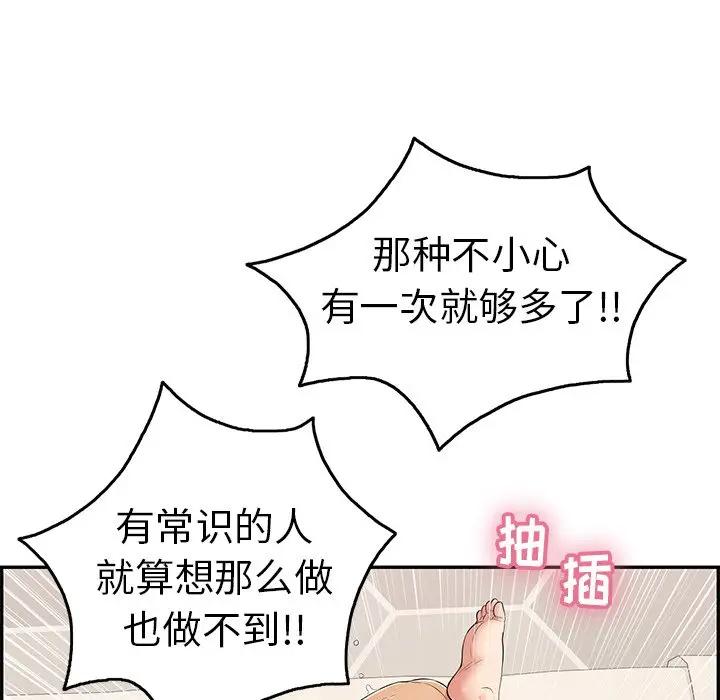 那种不小心
有一次就够多了!!
有常识的人
就算想那么做
也做不到!!
抽
插